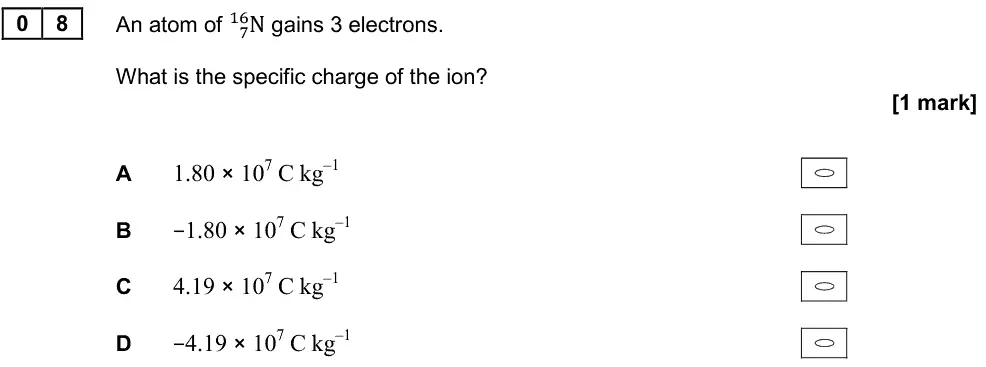 0 8 An atom of ¹⁶₇N gains 3 electrons.
What is the specific charge of the ion?
[1 mark]
A 1.80 × 10⁷ C kg⁻¹
B −1.80 × 10⁷ C kg⁻¹
C 4.19 × 10⁷ C kg⁻¹
D −4.19 × 10⁷ C kg⁻¹